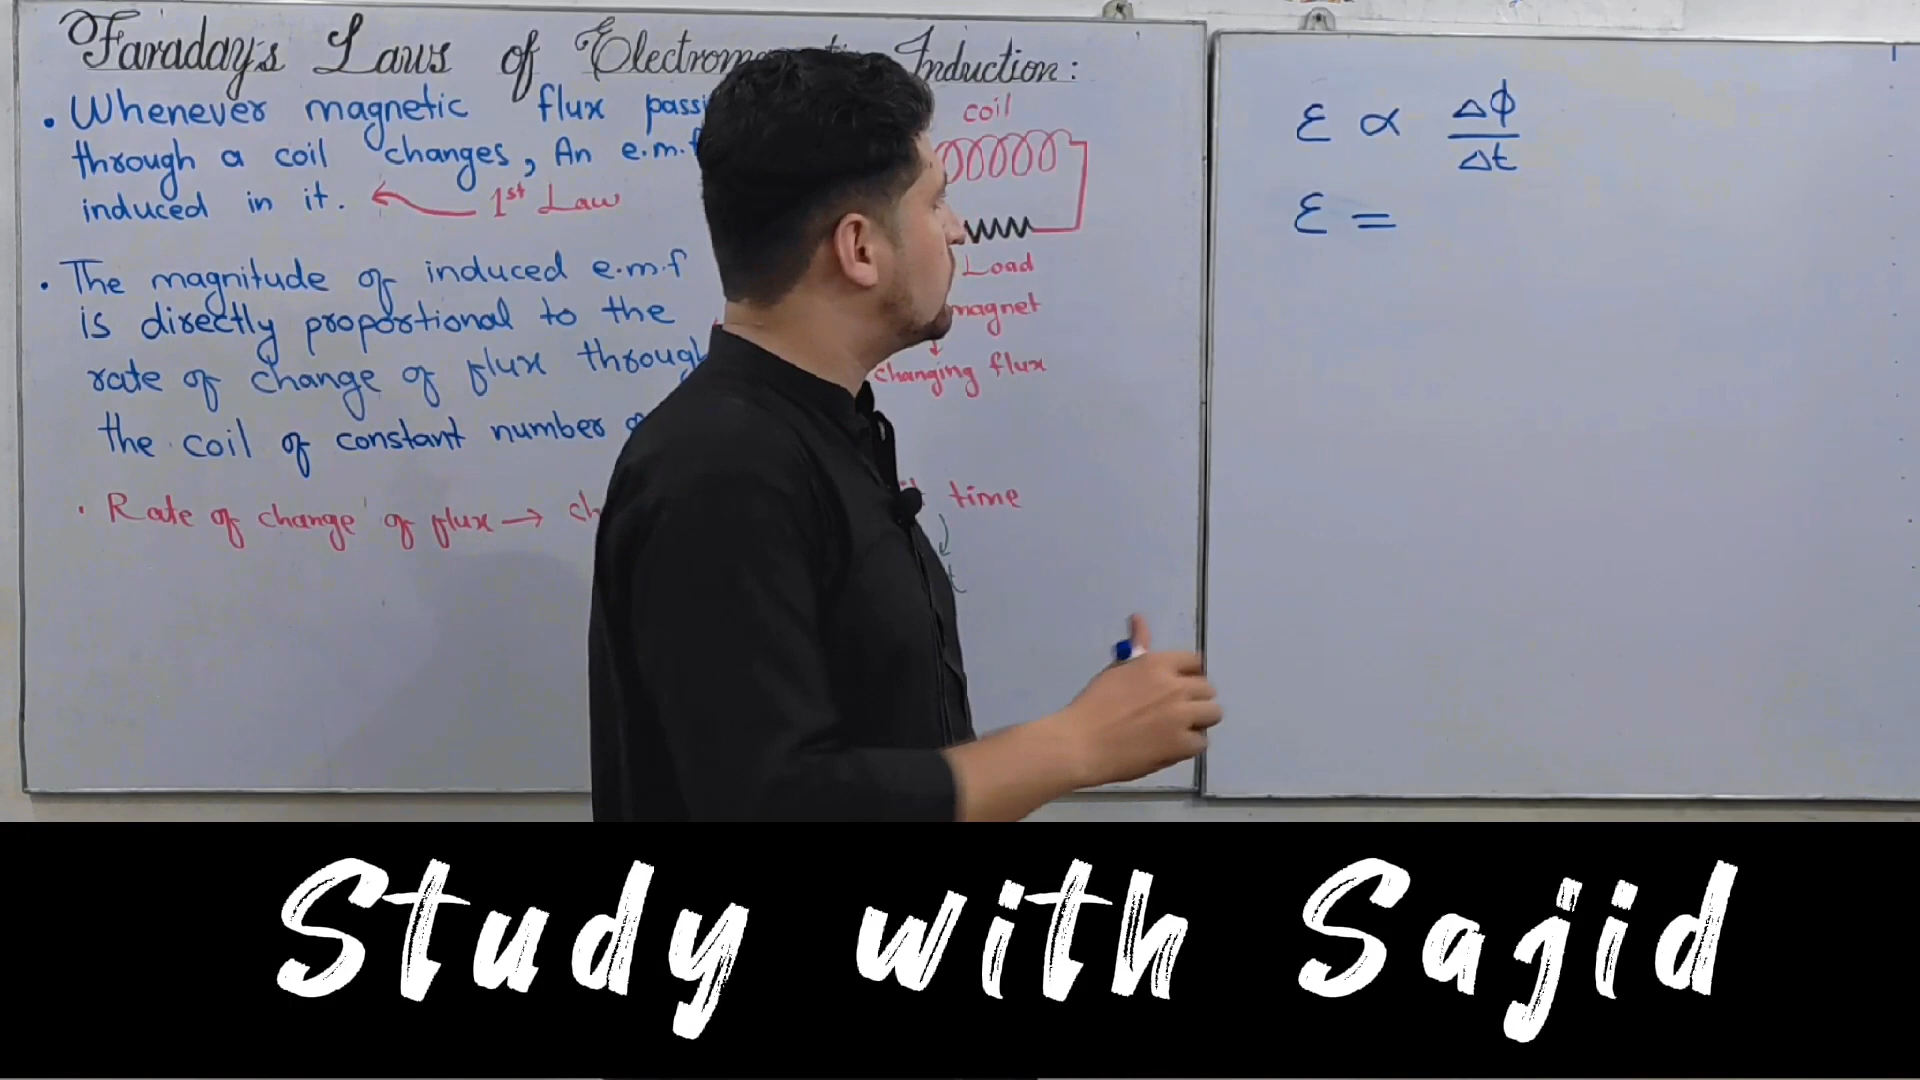 Faraday's Laws of Induction:
• Whenever magnetic flux
through a coil changes, An e.m.f
induced in it. ← 1st Law
• The magnitude of induced e.m.f
is directly proportional to the
rate of change of flux through
the coil of constant number
• Rate of change of flux →
time
coil
Load
magnet
changing flux
ε ∝ Δϕ/Δt
ε =
Study with Sajid